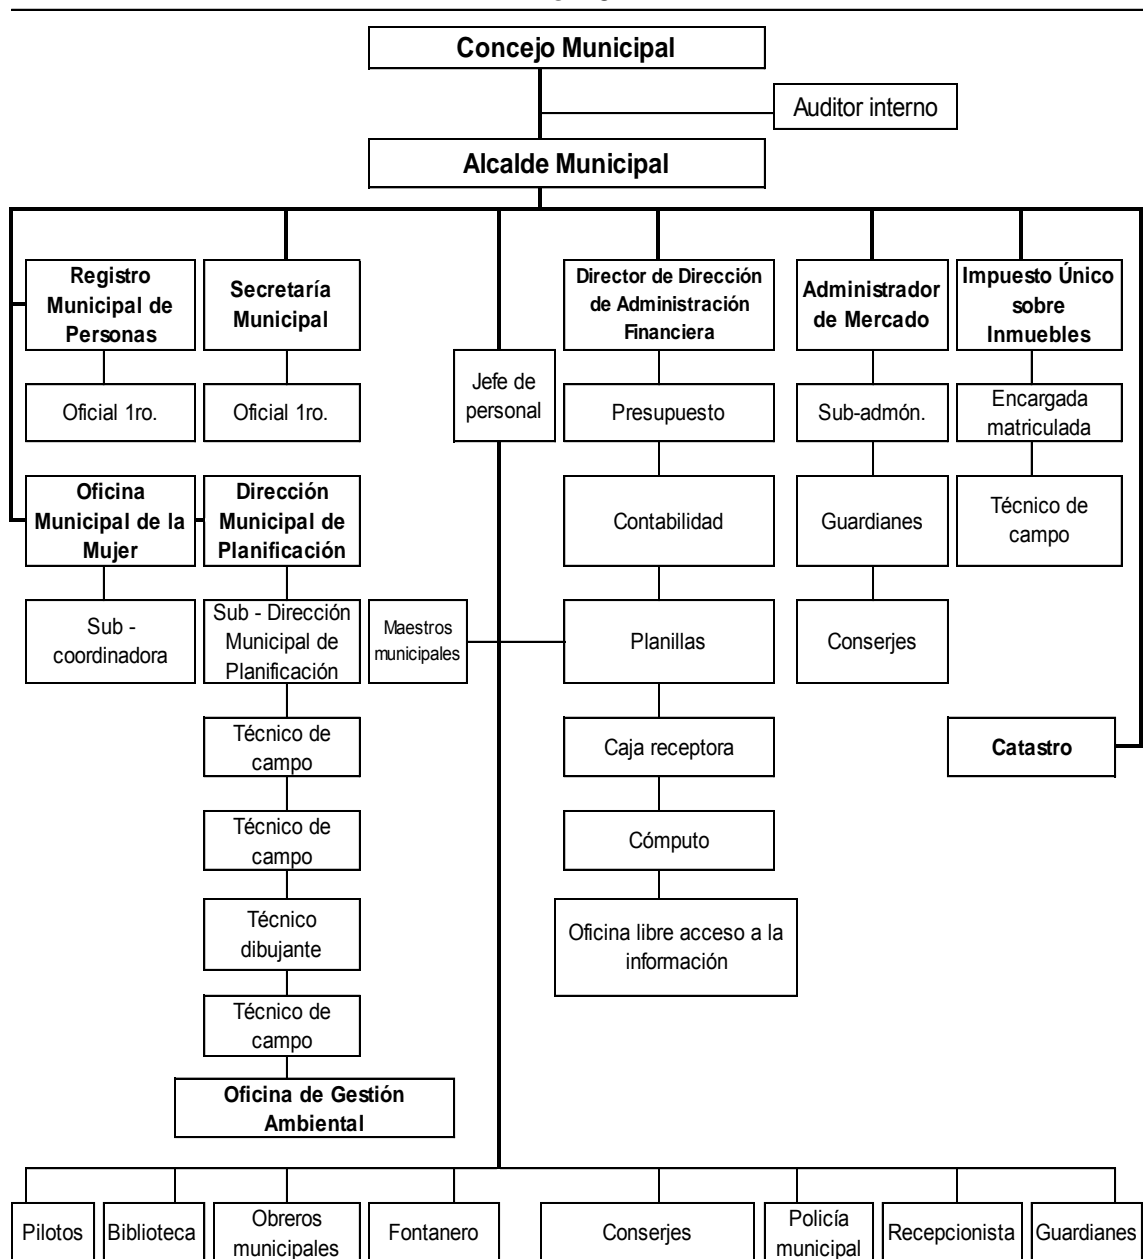 Concejo Municipal
Auditor interno
Alcalde Municipal
Registro
Municipal de
Personas
Secretaría
Municipal
Director de Dirección
de Administración
Financiera
Administrador
de Mercado
Impuesto Único
sobre
Inmuebles
Jefe de
personal
Oficial 1ro.
Oficial 1ro.
Presupuesto
Sub-admón.
Encargada
matriculada
Oficina
Municipal de la
Mujer
Dirección
Municipal de
Planificación
Contabilidad
Guardianes
Técnico de
campo
Sub -
coordinadora
Sub - Dirección
Municipal de
Planificación
Maestros
municipales
Planillas
Conserjes
Técnico de
campo
Caja receptora
Catastro
Técnico de
campo
Cómputo
Técnico
dibujante
Oficina libre acceso a la
información
Técnico de
campo
Oficina de Gestión
Ambiental
Pilotos
Biblioteca
Obreros
municipales
Fontanero
Conserjes
Policía
municipal
Recepcionista
Guardianes